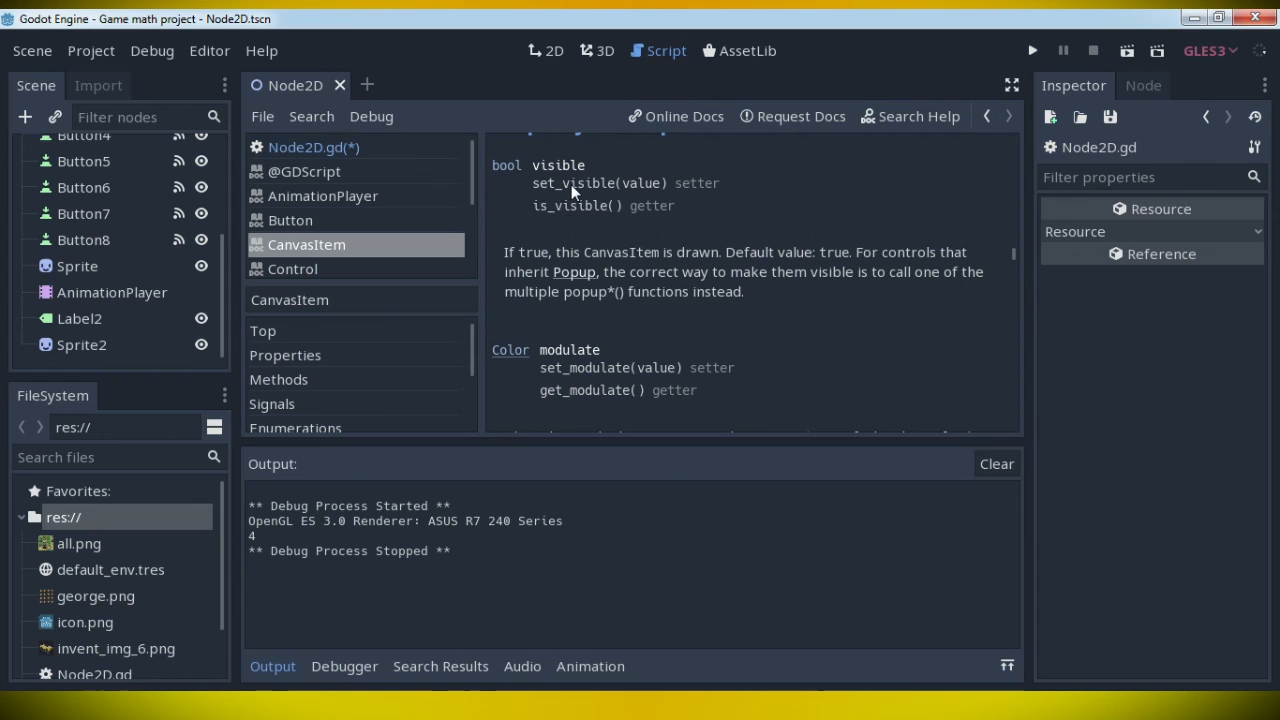 Godot Engine - Game math project - Node2D.tscn
Scene Project Debug Editor Help
2D 3D Script AssetLib
GLES3
Scene Import
Filter nodes
Button4
Button5
Button6
Button7
Button8
Sprite
AnimationPlayer
Label2
Sprite2
FileSystem
res://
Search files
Favorites:
res://
all.png
default_env.tres
george.png
icon.png
invent_img_6.png
Node2D.gd
Node2D
File Search Debug
Online Docs Request Docs Search Help
Node2D.gd(*)
@GDScript
AnimationPlayer
Button
CanvasItem
Control
CanvasItem
Top
Properties
Methods
Signals
Enumerations
bool visible
set_visible(value) setter
is_visible() getter
If true, this CanvasItem is drawn. Default value: true. For controls that
inherit Popup, the correct way to make them visible is to call one of the
multiple popup*() functions instead.
Color modulate
set_modulate(value) setter
get_modulate() getter
Output:
Clear
** Debug Process Started **
OpenGL ES 3.0 Renderer: ASUS R7 240 Series
4
** Debug Process Stopped **
Output Debugger Search Results Audio Animation
Inspector Node
Node2D.gd
Filter properties
Resource
Resource
Reference